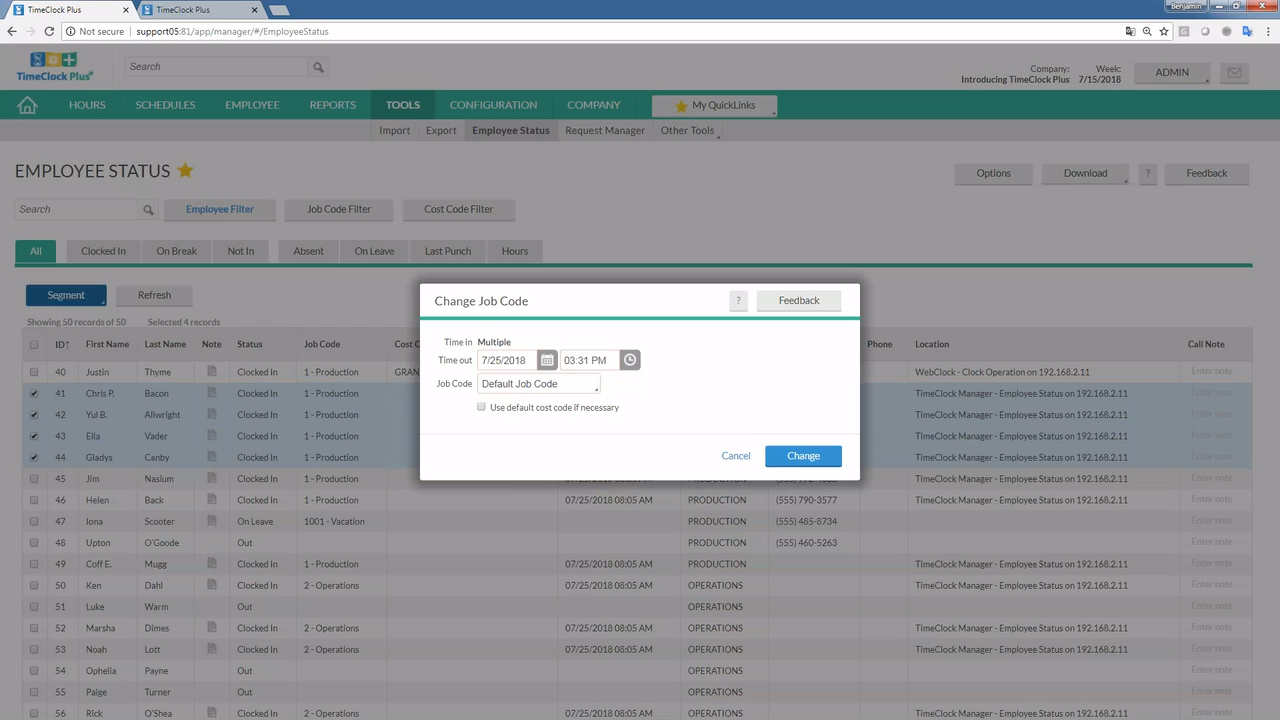 TimeClock Plus
TimeClock Plus
Benjamin
Not secure
support05:81/app/manager/#/EmployeeStatus
TimeClock Plus
Search
Company: Week:
Introducing TimeClock Plus 7/15/2018
ADMIN
HOURS SCHEDULES EMPLOYEE REPORTS TOOLS CONFIGURATION COMPANY My QuickLinks
Import Export Employee Status Request Manager Other Tools
EMPLOYEE STATUS
Options Download ? Feedback
Search Employee Filter Job Code Filter Cost Code Filter
All Clocked In On Break Not In Absent On Leave Last Punch Hours
Segment Refresh
Showing 50 records of 50 Selected 4 records
ID↑ First Name Last Name Note Status Job Code Cost C Phone Location Call Note
40 Justin Thyme Clocked In 1 - Production GRAN WebClock - Clock Operation on 192.168.2.11 Enter note
41 Chris P. Bacon Clocked In 1 - Production TimeClock Manager - Employee Status on 192.168.2.11 Enter note
42 Yul B. Allwright Clocked In 1 - Production TimeClock Manager - Employee Status on 192.168.2.11 Enter note
43 Ella Vader Clocked In 1 - Production TimeClock Manager - Employee Status on 192.168.2.11 Enter note
44 Gladys Canby Clocked In 1 - Production TimeClock Manager - Employee Status on 192.168.2.11 Enter note
45 Jim Nasium Clocked In 1 - Production 07/25/2018 08:05 AM PRODUCTION TimeClock Manager - Employee Status on 192.168.2.11 Enter note
46 Helen Back Clocked In 1 - Production 07/25/2018 08:05 AM PRODUCTION (555) 790-3577 TimeClock Manager - Employee Status on 192.168.2.11 Enter note
47 Iona Scooter On Leave 1001 - Vacation PRODUCTION (555) 485-8734 Enter note
48 Upton O'Goode Out PRODUCTION (555) 460-5263 Enter note
49 Coff E. Mugg Clocked In 1 - Production 07/25/2018 08:05 AM PRODUCTION TimeClock Manager - Employee Status on 192.168.2.11 Enter note
50 Ken Dahl Clocked In 2 - Operations 07/25/2018 08:05 AM OPERATIONS TimeClock Manager - Employee Status on 192.168.2.11 Enter note
51 Luke Warm Out OPERATIONS Enter note
52 Marsha Dimes Clocked In 2 - Operations 07/25/2018 08:05 AM OPERATIONS TimeClock Manager - Employee Status on 192.168.2.11 Enter note
53 Noah Lott Clocked In 2 - Operations 07/25/2018 08:05 AM OPERATIONS TimeClock Manager - Employee Status on 192.168.2.11 Enter note
54 Ophelia Payne Out OPERATIONS Enter note
55 Paige Turner Out OPERATIONS Enter note
56 Rick O'Shea Clocked In 2 - Operations 07/25/2018 08:05 AM OPERATIONS TimeClock Manager - Employee Status on 192.168.2.11 Enter note
Change Job Code ? Feedback
Time in Multiple
Time out 7/25/2018 03:31 PM
Job Code Default Job Code
Use default cost code if necessary
Cancel Change